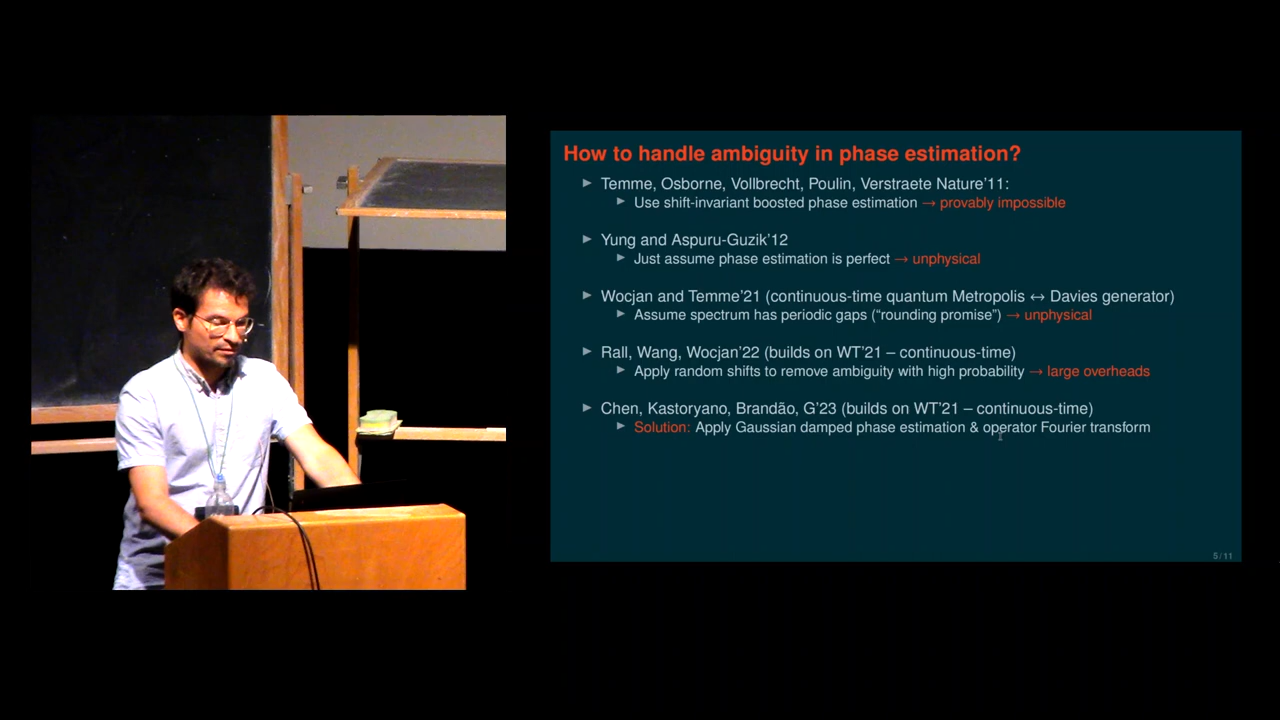 How to handle ambiguity in phase estimation?
▶ Temme, Osborne, Vollbrecht, Poulin, Verstraete Nature'11:
▶ Use shift-invariant boosted phase estimation → provably impossible
▶ Yung and Aspuru-Guzik'12
▶ Just assume phase estimation is perfect → unphysical
▶ Wocjan and Temme'21 (continuous-time quantum Metropolis ↔ Davies generator)
▶ Assume spectrum has periodic gaps (“rounding promise”) → unphysical
▶ Rall, Wang, Wocjan'22 (builds on WT'21 – continuous-time)
▶ Apply random shifts to remove ambiguity with high probability → large overheads
▶ Chen, Kastoryano, Brandão, G'23 (builds on WT'21 – continuous-time)
▶ Solution: Apply Gaussian damped phase estimation & operator Fourier transform
5 / 11